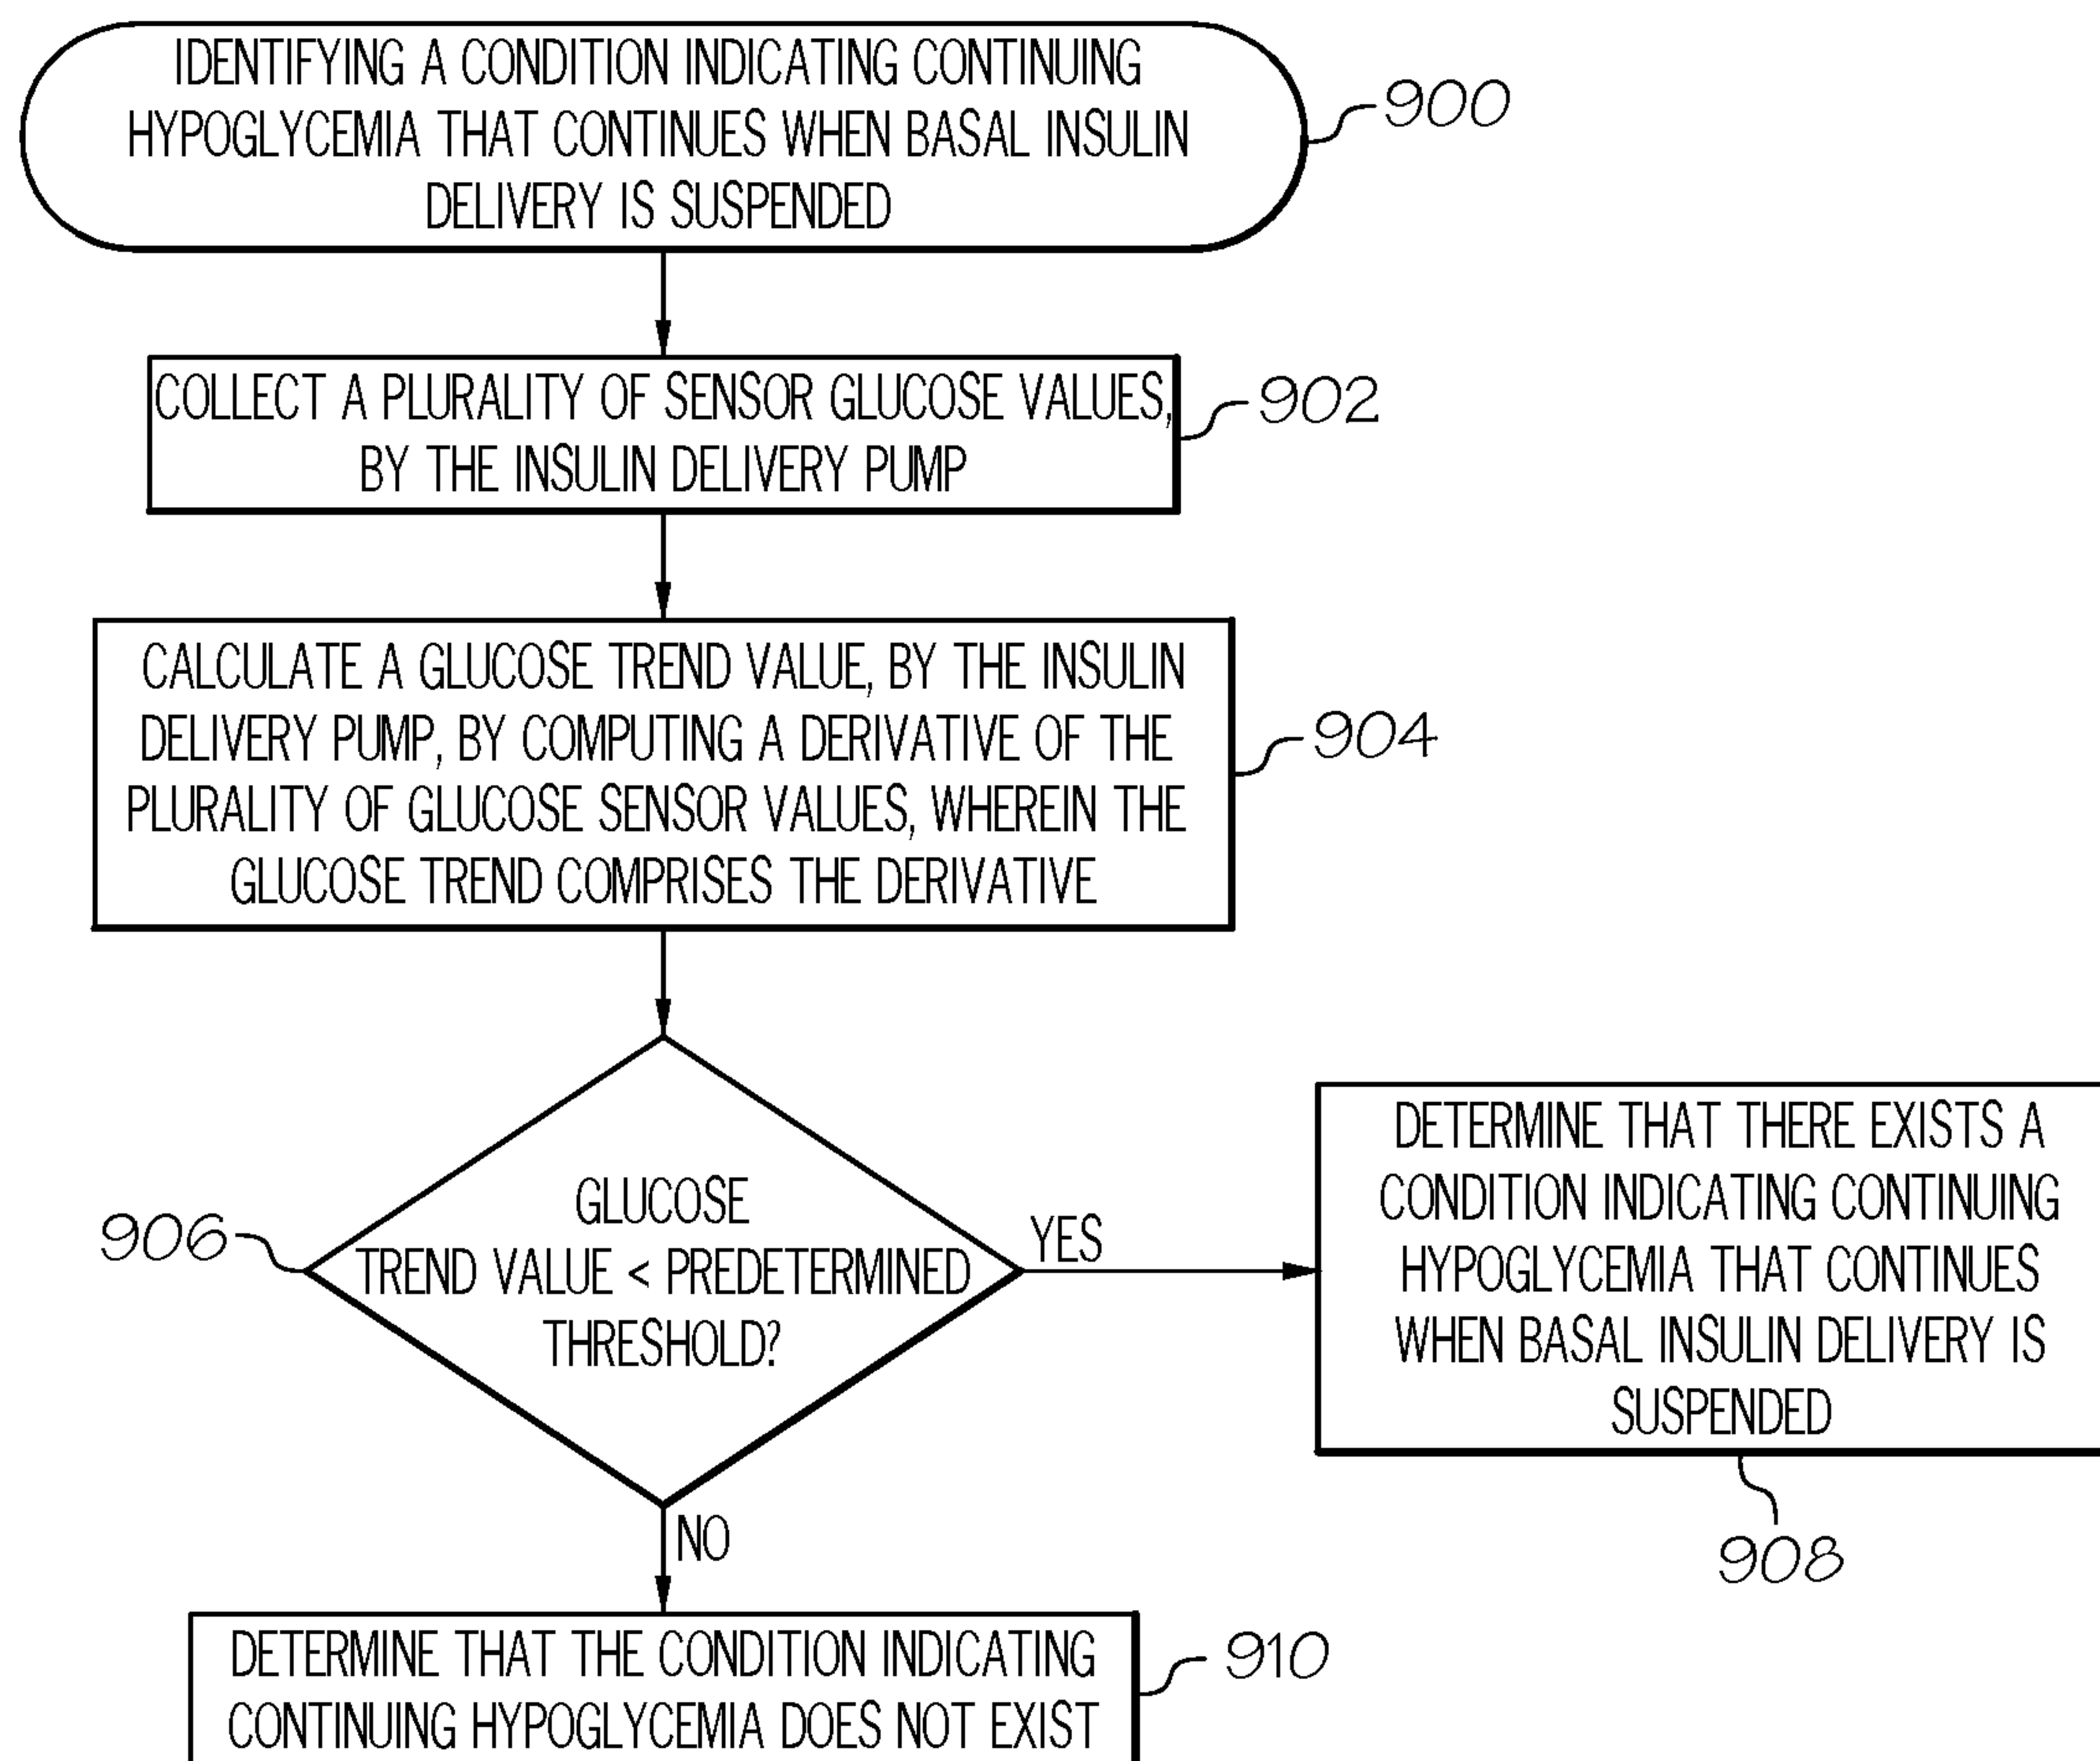 IDENTIFYING A CONDITION INDICATING CONTINUING
HYPOGLYCEMIA THAT CONTINUES WHEN BASAL INSULIN
DELIVERY IS SUSPENDED
900
COLLECT A PLURALITY OF SENSOR GLUCOSE VALUES,
BY THE INSULIN DELIVERY PUMP
902
CALCULATE A GLUCOSE TREND VALUE, BY THE INSULIN
DELIVERY PUMP, BY COMPUTING A DERIVATIVE OF THE
PLURALITY OF GLUCOSE SENSOR VALUES, WHEREIN THE
GLUCOSE TREND COMPRISES THE DERIVATIVE
904
GLUCOSE
TREND VALUE < PREDETERMINED
THRESHOLD?
906
YES
DETERMINE THAT THERE EXISTS A
CONDITION INDICATING CONTINUING
HYPOGLYCEMIA THAT CONTINUES
WHEN BASAL INSULIN DELIVERY IS
SUSPENDED
908
NO
DETERMINE THAT THE CONDITION INDICATING
CONTINUING HYPOGLYCEMIA DOES NOT EXIST
910